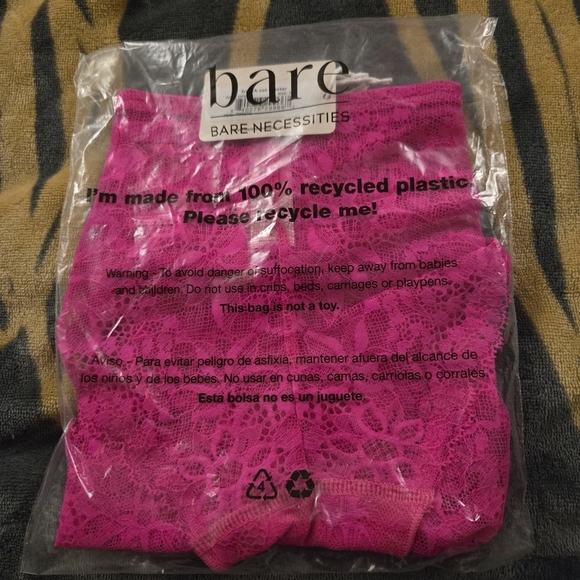 bare
BARE NECESSITIES
I'm made from 100% recycled plastic.
Please recycle me!
Warning - To avoid danger of suffocation, keep away from babies
and children. Do not use in cribs, beds, carriages or playpens.
This bag is not a toy.
Aviso - Para evitar peligro de asfixia, mantener afuera del alcance de
los niños y de los bebés. No usar en cunas, camas, carriolas o corrales.
Esta bolsa no es un juguete.
4